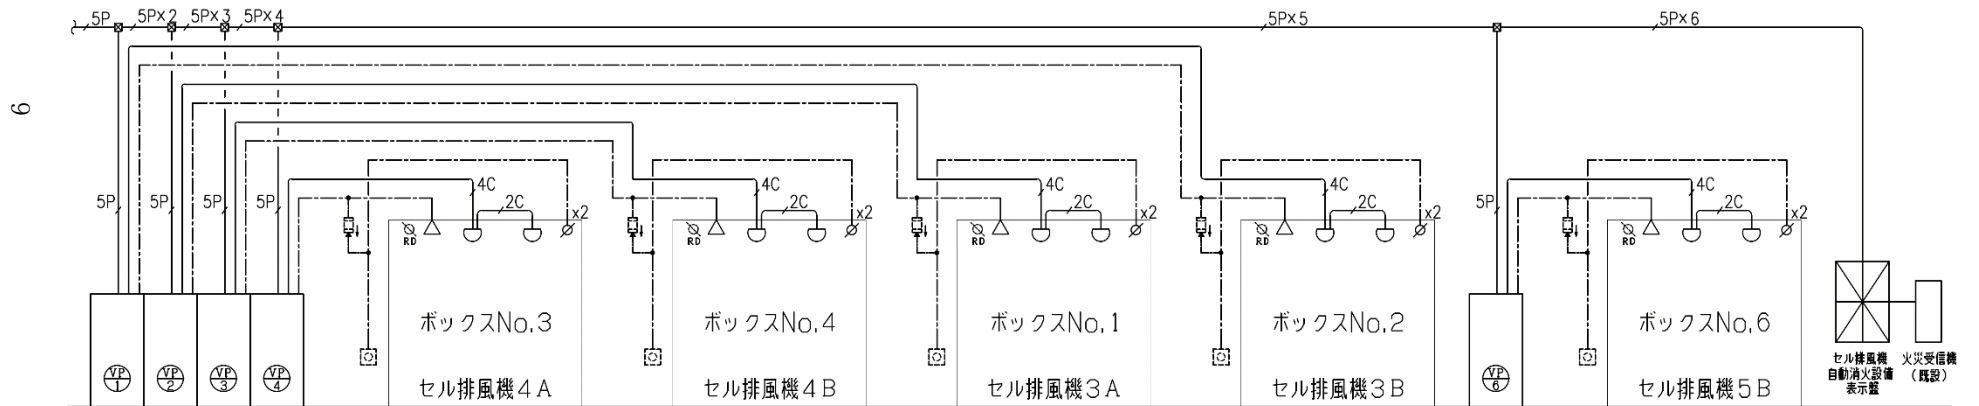 5P 5P×2 5P×3 5P×4 5P×5 5P×6
6
5P 5P 5P 5P 4C 2C ×2 4C 2C ×2 4C 2C ×2 4C 2C ×2 5P 4C 2C ×2
RD RD RD RD RD
ボックスNo,3 ボックスNo,4 ボックスNo,1 ボックスNo,2 ボックスNo,6
セル排風機4A セル排風機4B セル排風機3A セル排風機3B セル排風機5B
VP
1
VP
2
VP
3
VP
4
VP
6
セル排風機
自動消火設備
表示盤
火災受信機
(既設)